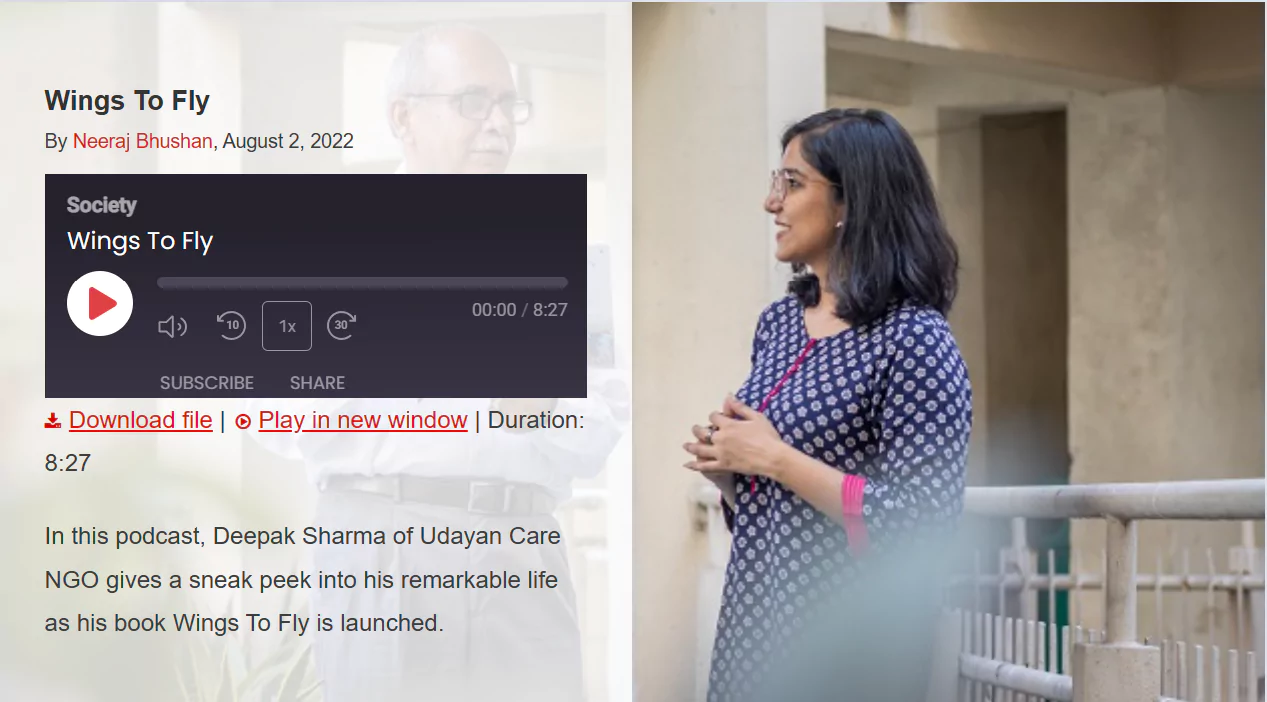 Wings To Fly
By Neeraj Bhushan, August 2, 2022
Society
Wings To Fly
00:00 / 8:27
10
1x
30
SUBSCRIBE SHARE
Download file | Play in new window | Duration:
8:27
In this podcast, Deepak Sharma of Udayan Care
NGO gives a sneak peek into his remarkable life
as his book Wings To Fly is launched.